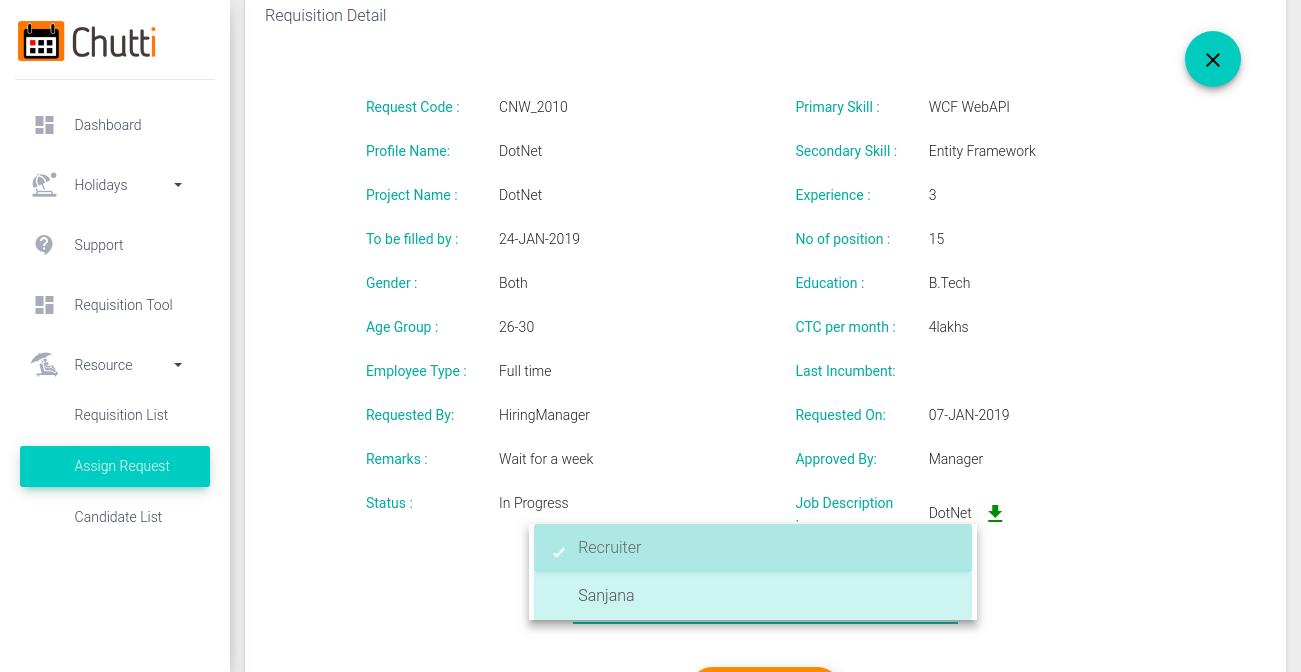 Chutti
Dashboard
Holidays
Support
Requisition Tool
Resource
Requisition List
Assign Request
Candidate List
Requisition Detail
Request Code : CNW_2010 Primary Skill : WCF WebAPI
Profile Name: DotNet Secondary Skill : Entity Framework
Project Name : DotNet Experience : 3
To be filled by : 24-JAN-2019 No of position : 15
Gender : Both Education : B.Tech
Age Group : 26-30 CTC per month : 4lakhs
Employee Type : Full time Last Incumbent:
Requested By: HiringManager Requested On: 07-JAN-2019
Remarks : Wait for a week Approved By: Manager
Status : In Progress Job Description DotNet
Recruiter
Sanjana